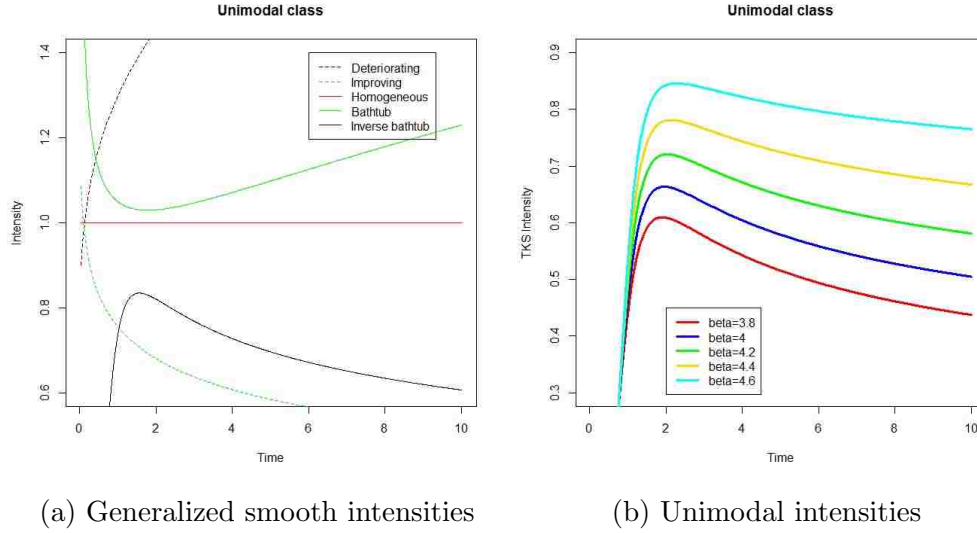 Unimodal class
Intensity
1.4
1.2
1.0
0.8
0.6
Deteriorating
Improving
Homogeneous
Bathtub
Inverse bathtub
0 2 4 6 8 10
Time
(a) Generalized smooth intensities
Unimodal class
TKS Intensity
0.9
0.8
0.7
0.6
0.5
0.4
0.3
beta=3.8
beta=4
beta=4.2
beta=4.4
beta=4.6
0 2 4 6 8 10
Time
(b) Unimodal intensities